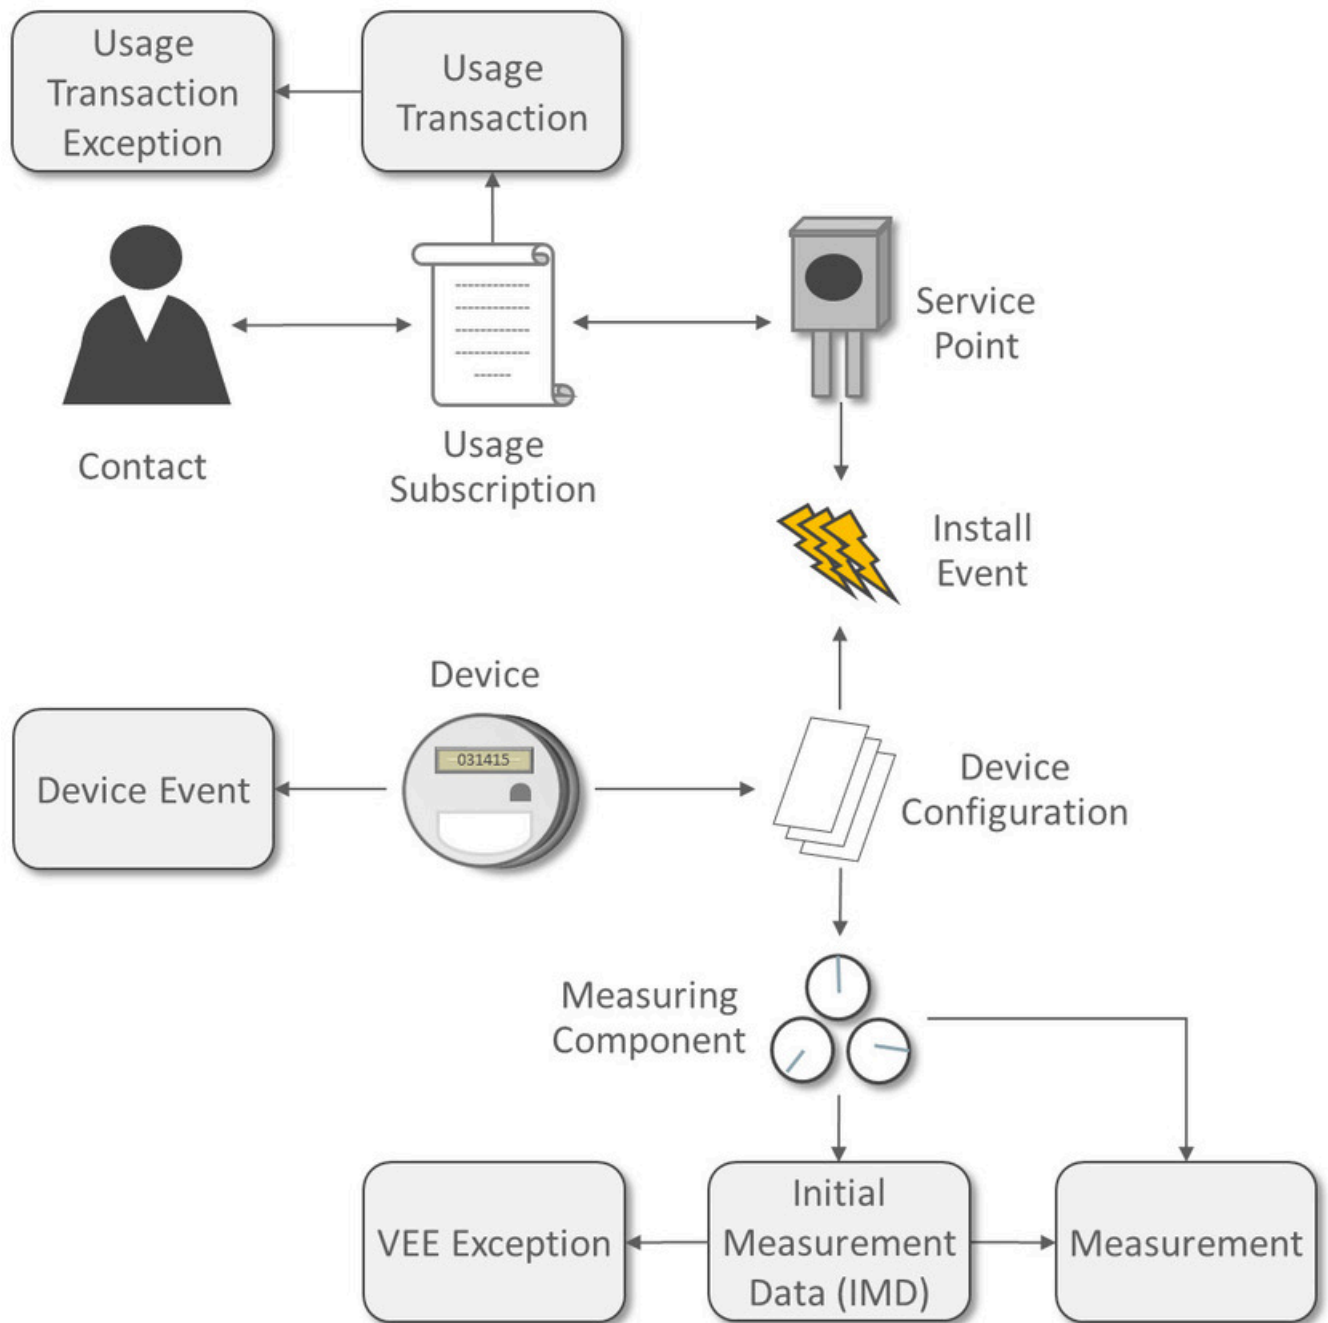 Usage
Transaction
Exception
Usage
Transaction
Service
Point
Contact
Usage
Subscription
Install
Event
Device
Device Event
031415
Device
Configuration
Measuring
Component
VEE Exception
Initial
Measurement
Data (IMD)
Measurement